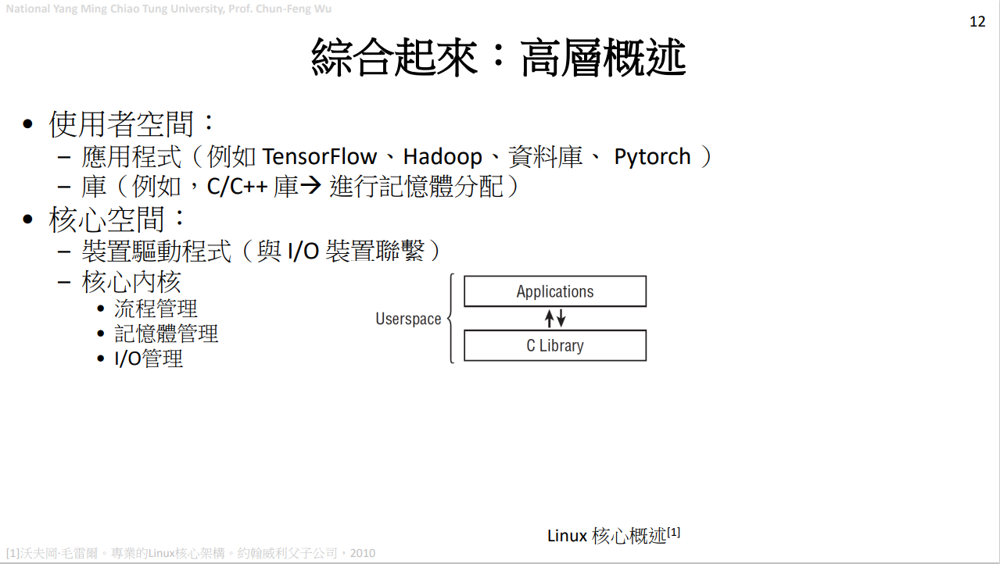 National Yang Ming Chiao Tung University, Prof. Chun-Feng Wu
12
綜合起來：高層概述
• 使用者空間：
– 應用程式（例如 TensorFlow、Hadoop、資料庫、 Pytorch ）
– 庫（例如，C/C++ 庫→ 進行記憶體分配）
• 核心空間：
– 裝置驅動程式（與 I/O 裝置聯繫）
– 核心內核
• 流程管理
• 記憶體管理
• I/O管理
Applications
Userspace
C Library
Linux 核心概述[1]
[1]沃夫岡·毛雷爾。專業的Linux核心架構。約翰威利父子公司，2010